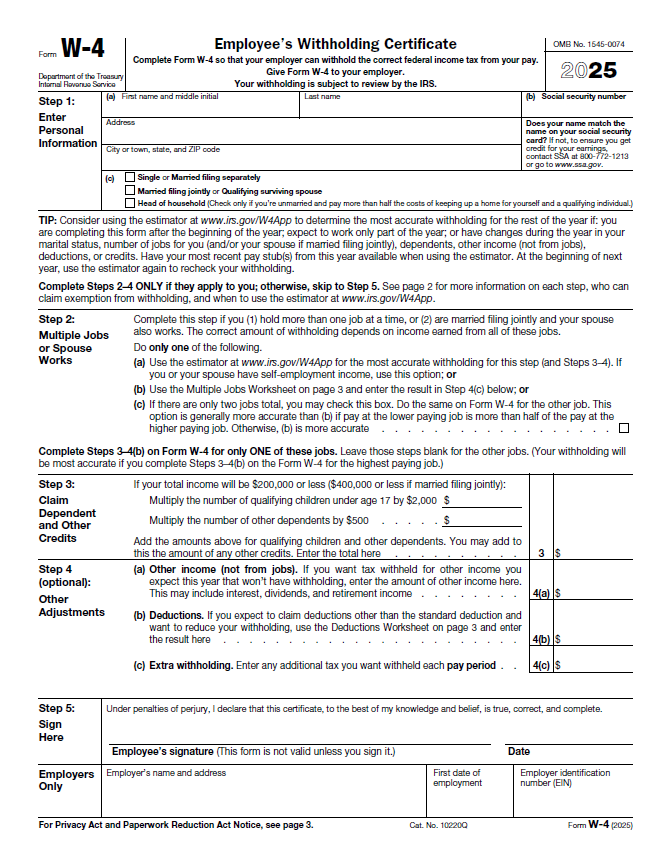 Form W-4
Department of the Treasury
Internal Revenue Service
Employee's Withholding Certificate
Complete Form W-4 so that your employer can withhold the correct federal income tax from your pay.
Give Form W-4 to your employer.
Your withholding is subject to review by the IRS.
OMB No. 1545-0074
2025
Step 1:
Enter
Personal
Information
(a) First name and middle initial
Last name
(b) Social security number
Address
City or town, state, and ZIP code
Does your name match the
name on your social security
card? If not, to ensure you get
credit for your earnings,
contact SSA at 800-772-1213
or go to www.ssa.gov.
(c) Single or Married filing separately
Married filing jointly or Qualifying surviving spouse
Head of household (Check only if you're unmarried and pay more than half the costs of keeping up a home for yourself and a qualifying individual.)
TIP: Consider using the estimator at www.irs.gov/W4App to determine the most accurate withholding for the rest of the year if: you
are completing this form after the beginning of the year; expect to work only part of the year; or have changes during the year in your
marital status, number of jobs for you (and/or your spouse if married filing jointly), dependents, other income (not from jobs),
deductions, or credits. Have your most recent pay stub(s) from this year available when using the estimator. At the beginning of next
year, use the estimator again to recheck your withholding.
Complete Steps 2–4 ONLY if they apply to you; otherwise, skip to Step 5. See page 2 for more information on each step, who can
claim exemption from withholding, and when to use the estimator at www.irs.gov/W4App.
Step 2:
Multiple Jobs
or Spouse
Works
Complete this step if you (1) hold more than one job at a time, or (2) are married filing jointly and your spouse
also works. The correct amount of withholding depends on income earned from all of these jobs.
Do only one of the following.
(a) Use the estimator at www.irs.gov/W4App for the most accurate withholding for this step (and Steps 3–4). If
you or your spouse have self-employment income, use this option; or
(b) Use the Multiple Jobs Worksheet on page 3 and enter the result in Step 4(c) below; or
(c) If there are only two jobs total, you may check this box. Do the same on Form W-4 for the other job. This
option is generally more accurate than (b) if pay at the lower paying job is more than half of the pay at the
higher paying job. Otherwise, (b) is more accurate . . . . . . . . . . . . . . . . . .
Complete Steps 3–4(b) on Form W-4 for only ONE of these jobs. Leave those steps blank for the other jobs. (Your withholding will
be most accurate if you complete Steps 3–4(b) on the Form W-4 for the highest paying job.)
Step 3:
Claim
Dependent
and Other
Credits
If your total income will be $200,000 or less ($400,000 or less if married filing jointly):
Multiply the number of qualifying children under age 17 by $2,000 $
Multiply the number of other dependents by $500 . . . . . $
Add the amounts above for qualifying children and other dependents. You may add to
this the amount of any other credits. Enter the total here . . . . . . . . . . 3 $
Step 4
(optional):
Other
Adjustments
(a) Other income (not from jobs). If you want tax withheld for other income you
expect this year that won't have withholding, enter the amount of other income here.
This may include interest, dividends, and retirement income . . . . . . . . 4(a) $
(b) Deductions. If you expect to claim deductions other than the standard deduction and
want to reduce your withholding, use the Deductions Worksheet on page 3 and enter
the result here . . . . . . . . . . . . . . . . . . . . . . . 4(b) $
(c) Extra withholding. Enter any additional tax you want withheld each pay period . . 4(c) $
Step 5:
Sign
Here
Under penalties of perjury, I declare that this certificate, to the best of my knowledge and belief, is true, correct, and complete.
Employee's signature (This form is not valid unless you sign it.)
Date
Employers
Only
Employer's name and address
First date of
employment
Employer identification
number (EIN)
For Privacy Act and Paperwork Reduction Act Notice, see page 3.
Cat. No. 10220Q
Form W-4 (2025)